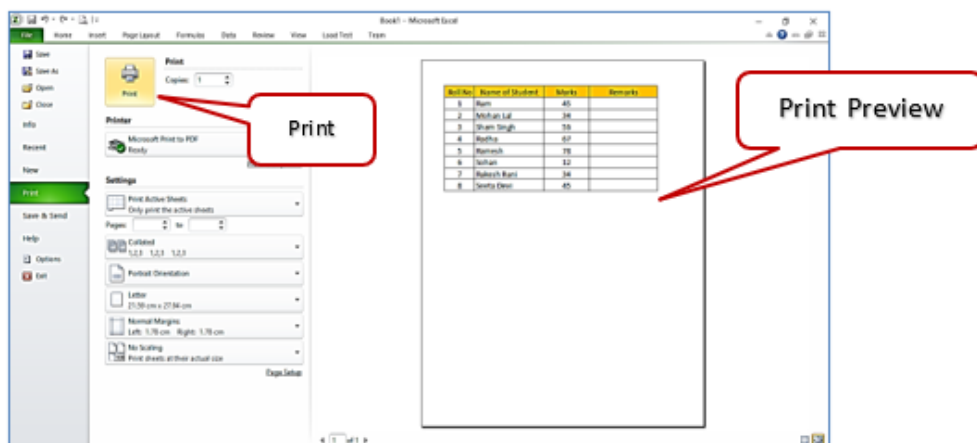 Book1 - Microsoft Excel
File Home Insert Page Layout Formulas Data Review View Load Test Team
Save
Save As
Open
Close
Info
Recent
New
Print
Save & Send
Help
Options
Exit
Print
Print
Copies: 1
Printer
Microsoft Print to PDF
Ready
Settings
Print Active Sheets
Only print the active sheets
Pages: to
Collated
1,2,3 1,2,3 1,2,3
Portrait Orientation
Letter
21.59 cm x 27.94 cm
Normal Margins
Left: 1.78 cm Right: 1.78 cm
No Scaling
Print sheets at their actual size
Page Setup
Print
Roll No Name of Student Marks Remarks
1 Ram 45
2 Mohan Lal 34
3 Sham Singh 56
4 Radha 67
5 Ramesh 78
6 Sohan 32
7 Rakesh Rani 34
8 Seeta Devi 45
Print Preview
1 of 1